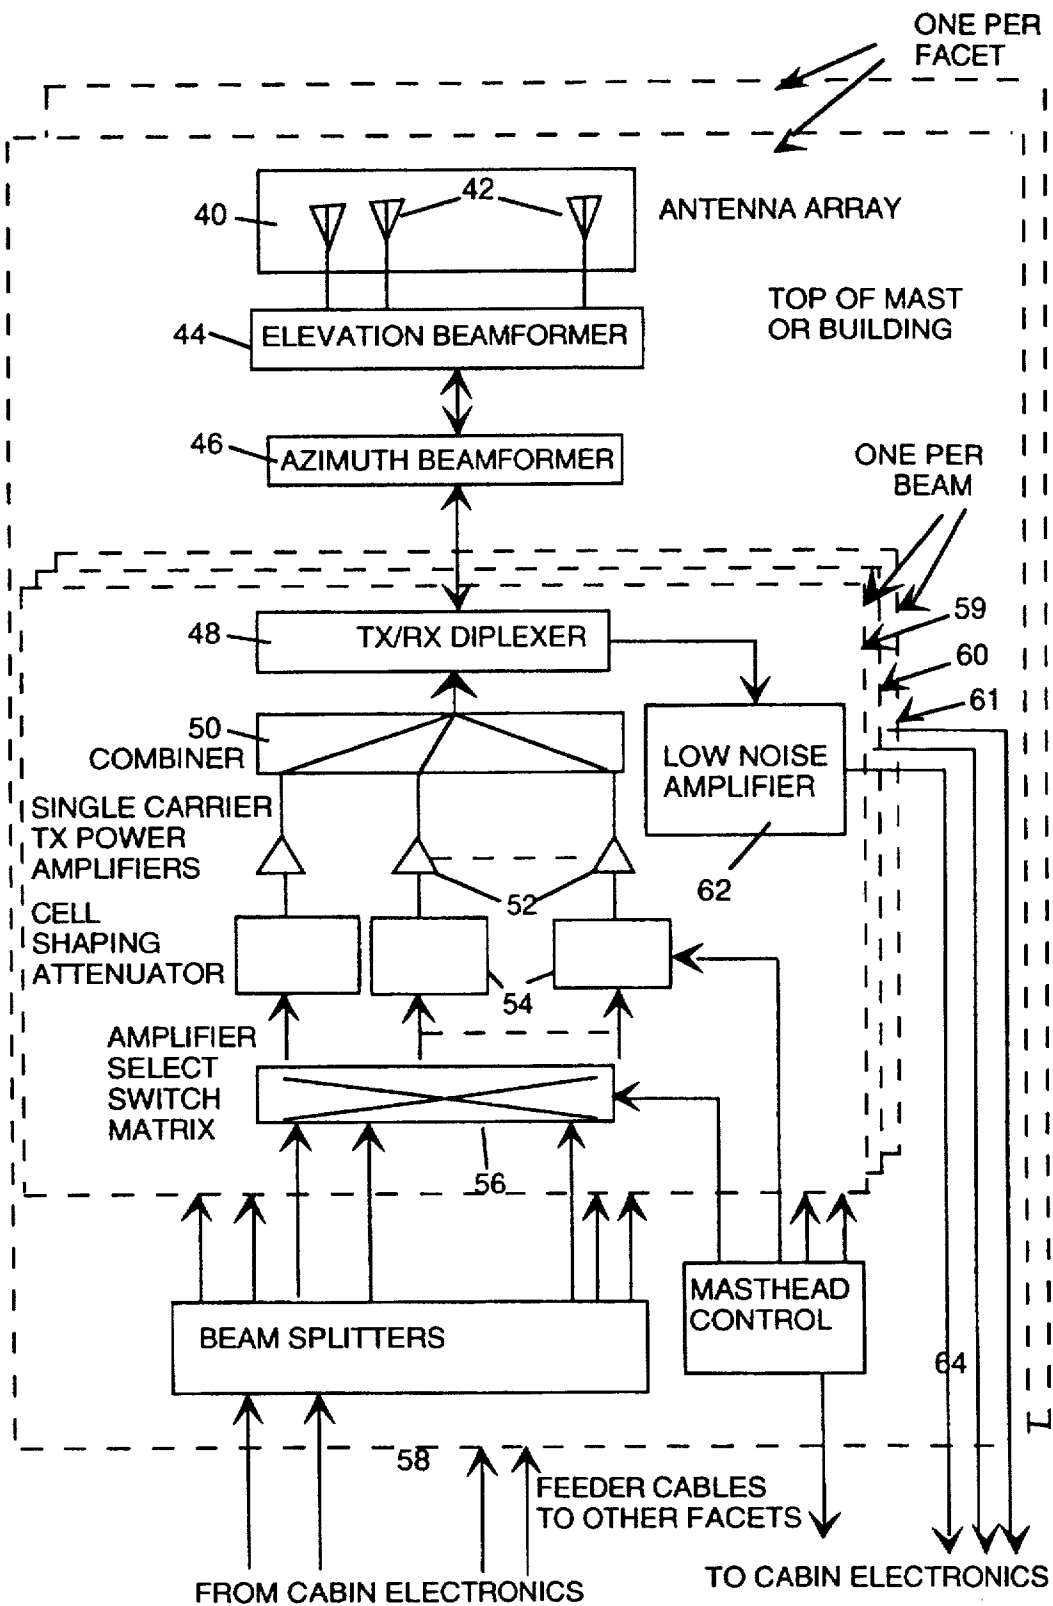 ONE PER
FACET
42
40
ANTENNA ARRAY
TOP OF MAST
OR BUILDING
44
ELEVATION BEAMFORMER
46
AZIMUTH BEAMFORMER
ONE PER
BEAM
59
48
TX/RX DIPLEXER
60
61
50
COMBINER
LOW NOISE
AMPLIFIER
SINGLE CARRIER
TX POWER
AMPLIFIERS
62
52
CELL
SHAPING
ATTENUATOR
54
AMPLIFIER
SELECT
SWITCH
MATRIX
56
MASTHEAD
CONTROL
BEAM SPLITTERS
64
58
FEEDER CABLES
TO OTHER FACETS
FROM CABIN ELECTRONICS
TO CABIN ELECTRONICS